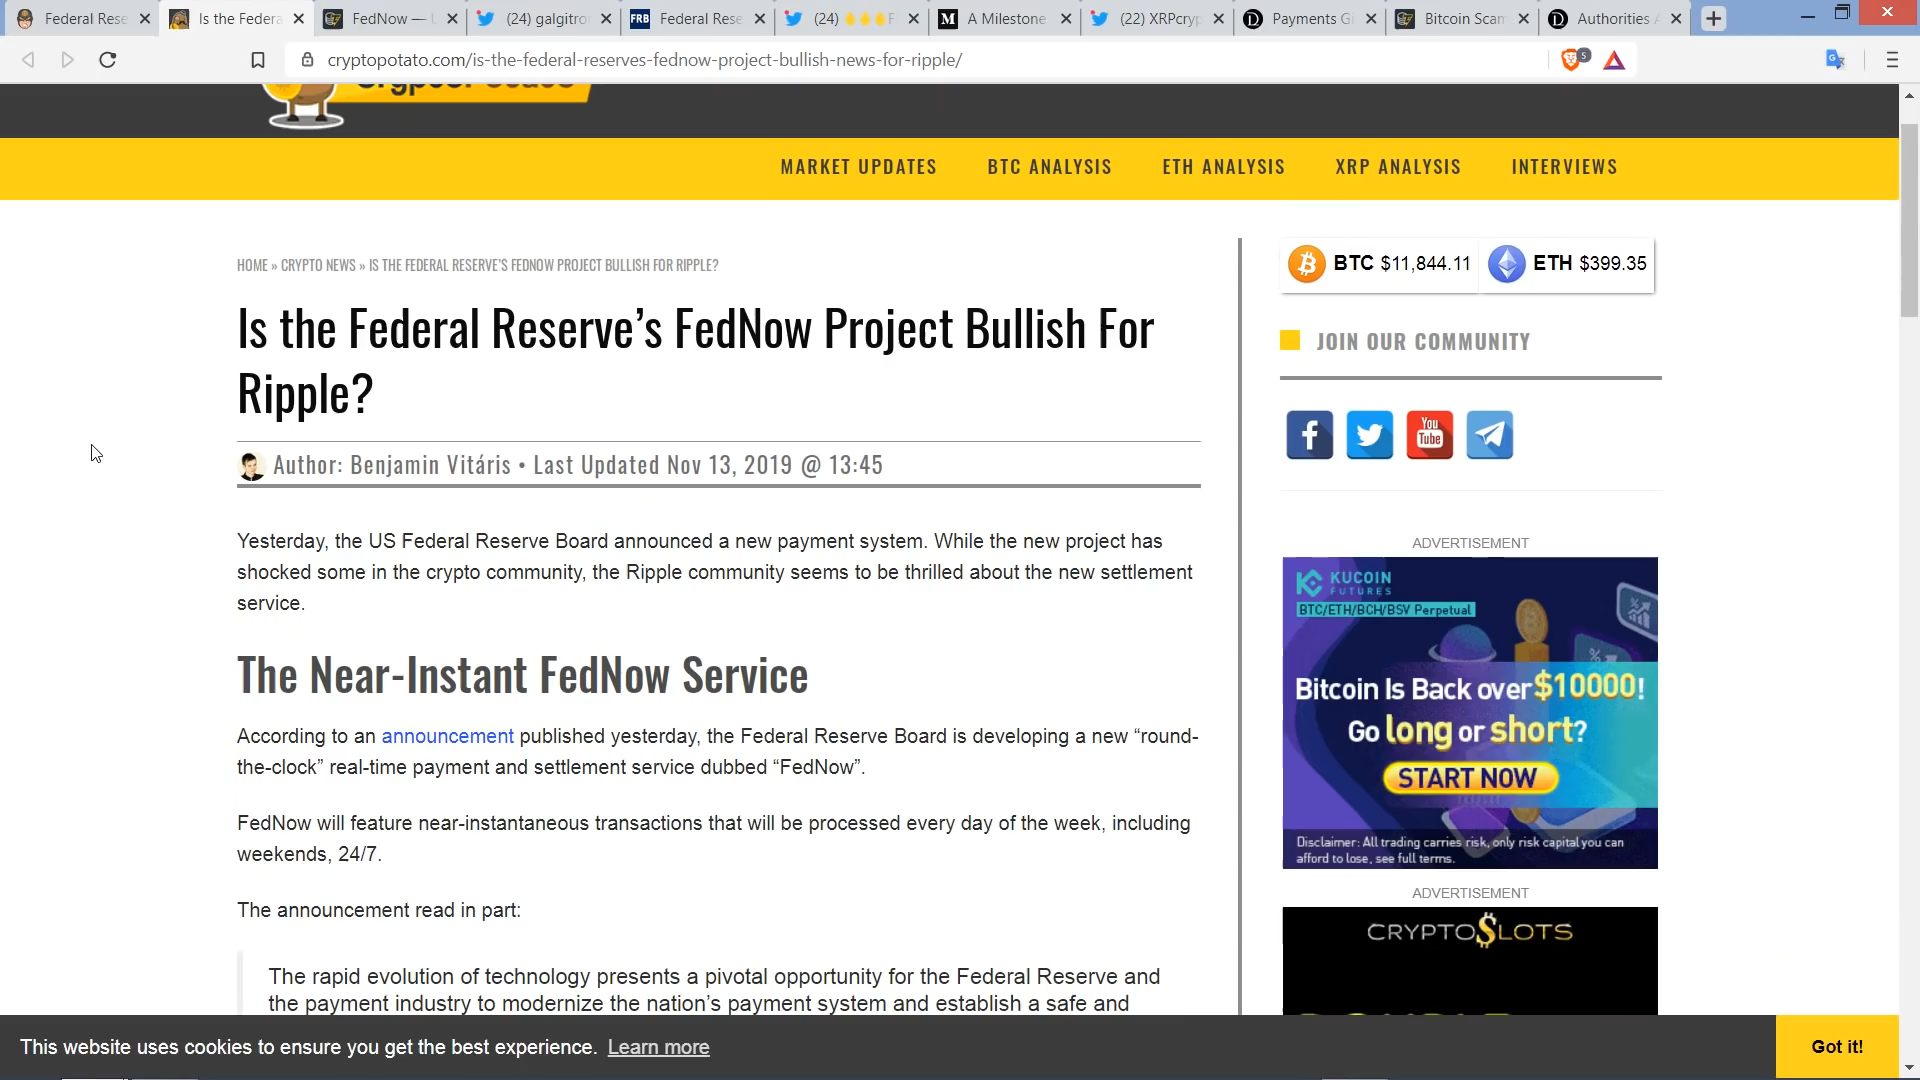 Federal Rese
Is the Federa
FedNow —
(24) galgitro
Federal Rese
(24)
A Milestone
(22) XRPcryp
Payments Gi
Bitcoin Scam
Authorities
cryptopotato.com/is-the-federal-reserves-fednow-project-bullish-news-for-ripple/
5
MARKET UPDATES
BTC ANALYSIS
ETH ANALYSIS
XRP ANALYSIS
INTERVIEWS
HOME » CRYPTO NEWS » IS THE FEDERAL RESERVE'S FEDNOW PROJECT BULLISH FOR RIPPLE?
Is the Federal Reserve’s FedNow Project Bullish For
Ripple?
Author: Benjamin Vitáris • Last Updated Nov 13, 2019 @ 13:45
Yesterday, the US Federal Reserve Board announced a new payment system. While the new project has
shocked some in the crypto community, the Ripple community seems to be thrilled about the new settlement
service.
The Near-Instant FedNow Service
According to an announcement published yesterday, the Federal Reserve Board is developing a new “round-
the-clock” real-time payment and settlement service dubbed “FedNow”.
FedNow will feature near-instantaneous transactions that will be processed every day of the week, including
weekends, 24/7.
The announcement read in part:
The rapid evolution of technology presents a pivotal opportunity for the Federal Reserve and
the payment industry to modernize the nation’s payment system and establish a safe and
BTC $11,844.11
ETH $399.35
JOIN OUR COMMUNITY
You
Tube
ADVERTISEMENT
KUCOIN
FUTURES
BTC/ETH/BCH/BSV Perpetual
Bitcoin Is Back over $10000!
Go long or short?
START NOW
Disclaimer: All trading carries risk, only risk capital you can
afford to lose, see full terms.
ADVERTISEMENT
CRYPTO$LOTS
This website uses cookies to ensure you get the best experience. Learn more
Got it!